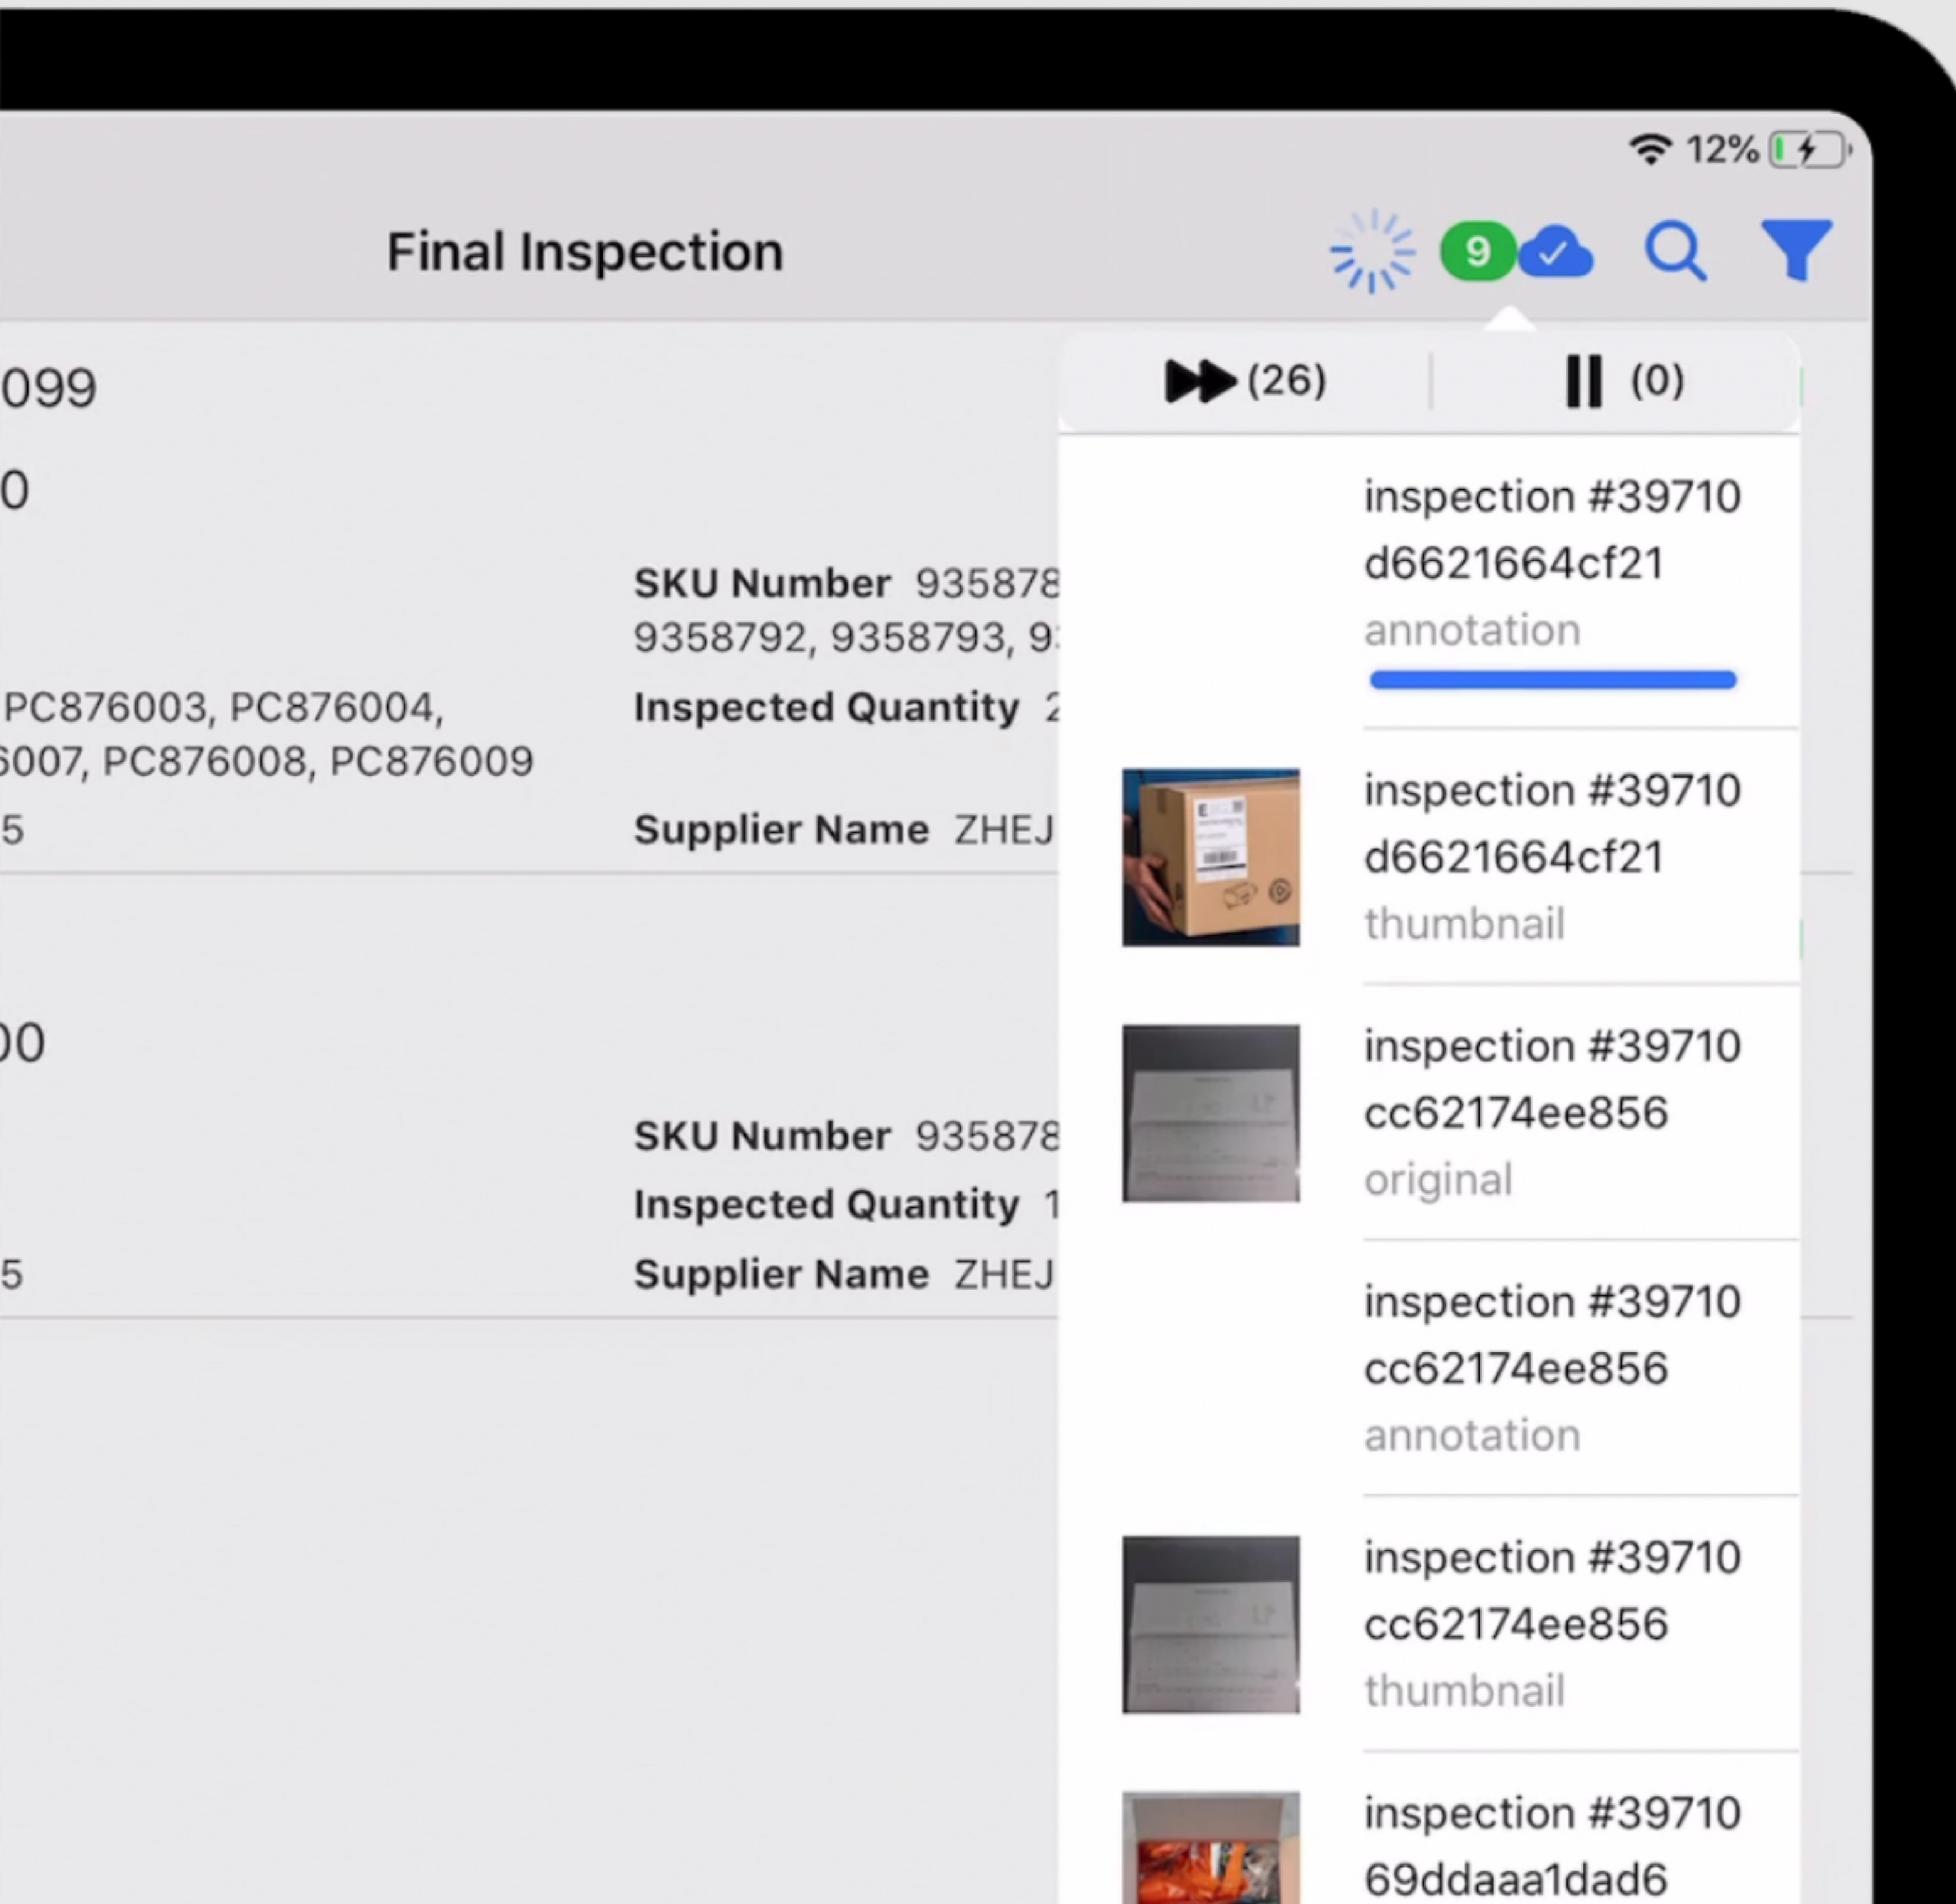 12%
Final Inspection
9
(26)
(0)
099
0
SKU Number 935878
9358792, 9358793, 9
PC876003, PC876004,
6007, PC876008, PC876009
Inspected Quantity 2
5
Supplier Name ZHEJ
00
SKU Number 935878
Inspected Quantity 1
5
Supplier Name ZHEJ
inspection #39710
d6621664cf21
annotation
inspection #39710
d6621664cf21
thumbnail
inspection #39710
cc62174ee856
original
inspection #39710
cc62174ee856
annotation
inspection #39710
cc62174ee856
thumbnail
inspection #39710
69ddaaa1dad6